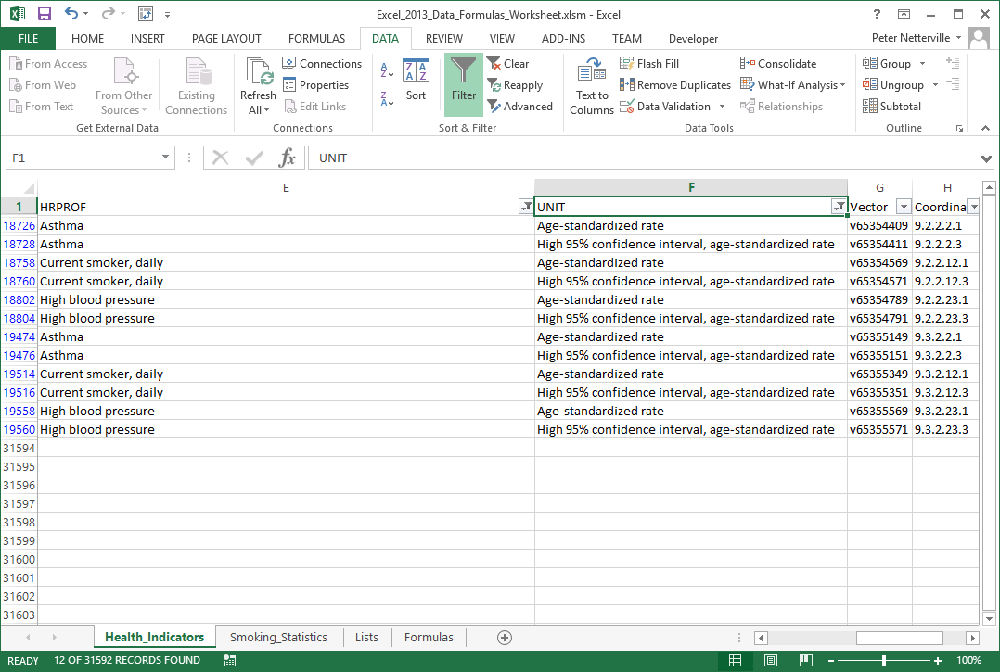 Excel_2013_Data_Formulas_Worksheet.xlsm - Excel
FILE HOME INSERT PAGE LAYOUT FORMULAS DATA REVIEW VIEW ADD-INS TEAM Developer Peter Netterville
From Access
From Web
From Text
From Other Sources
Existing Connections
Get External Data
Refresh All
Connections
Properties
Edit Links
Connections
Sort
Filter
Clear
Reapply
Advanced
Sort & Filter
Text to Columns
Flash Fill
Remove Duplicates
Data Validation
Consolidate
What-If Analysis
Relationships
Data Tools
Group
Ungroup
Subtotal
Outline
F1 fx UNIT
E F G H
1 HRPROF UNIT Vector Coordina
18726 Asthma Age-standardized rate v65354409 9.2.2.2.1
18728 Asthma High 95% confidence interval, age-standardized rate v65354411 9.2.2.2.3
18758 Current smoker, daily Age-standardized rate v65354569 9.2.2.12.1
18760 Current smoker, daily High 95% confidence interval, age-standardized rate v65354571 9.2.2.12.3
18802 High blood pressure Age-standardized rate v65354789 9.2.2.23.1
18804 High blood pressure High 95% confidence interval, age-standardized rate v65354791 9.2.2.23.3
19474 Asthma Age-standardized rate v65355149 9.3.2.2.1
19476 Asthma High 95% confidence interval, age-standardized rate v65355151 9.3.2.2.3
19514 Current smoker, daily Age-standardized rate v65355349 9.3.2.12.1
19516 Current smoker, daily High 95% confidence interval, age-standardized rate v65355351 9.3.2.12.3
19558 High blood pressure Age-standardized rate v65355569 9.3.2.23.1
19560 High blood pressure High 95% confidence interval, age-standardized rate v65355571 9.3.2.23.3
31594
31595
31596
31597
31598
31599
31600
31601
31602
31603
Health_Indicators Smoking_Statistics Lists Formulas
READY 12 OF 31592 RECORDS FOUND 100%